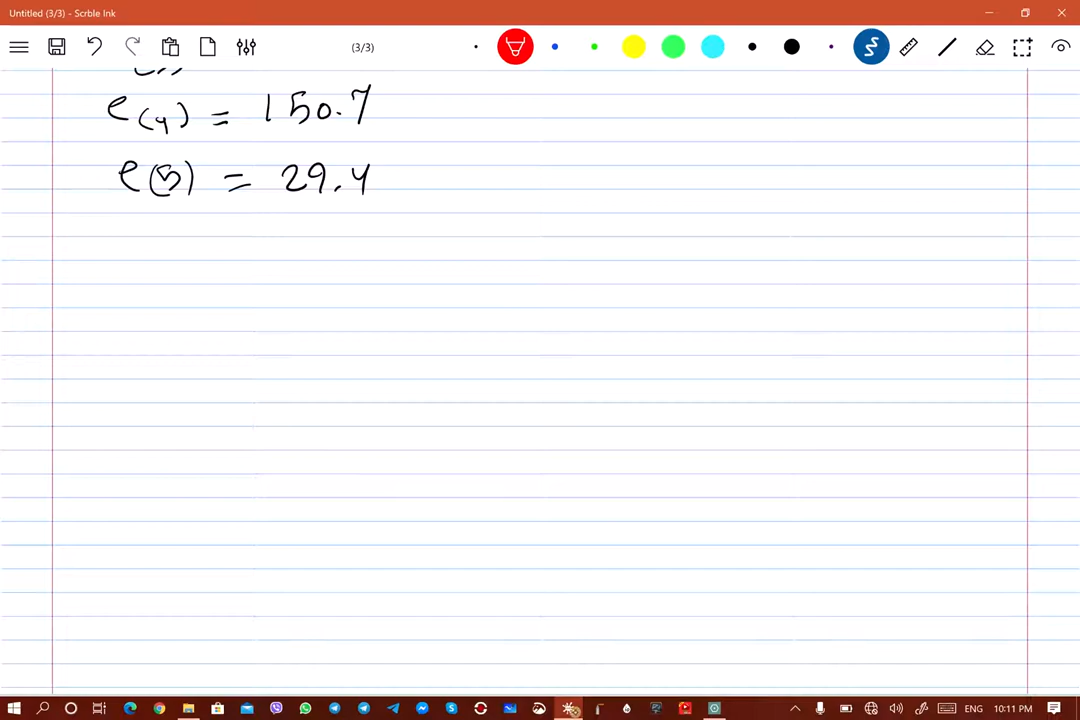 Untitled (3/3) - Scrble Ink
(3/3)
e(4) = 150.7
e(5) = 29.4
ENG
10:11 PM